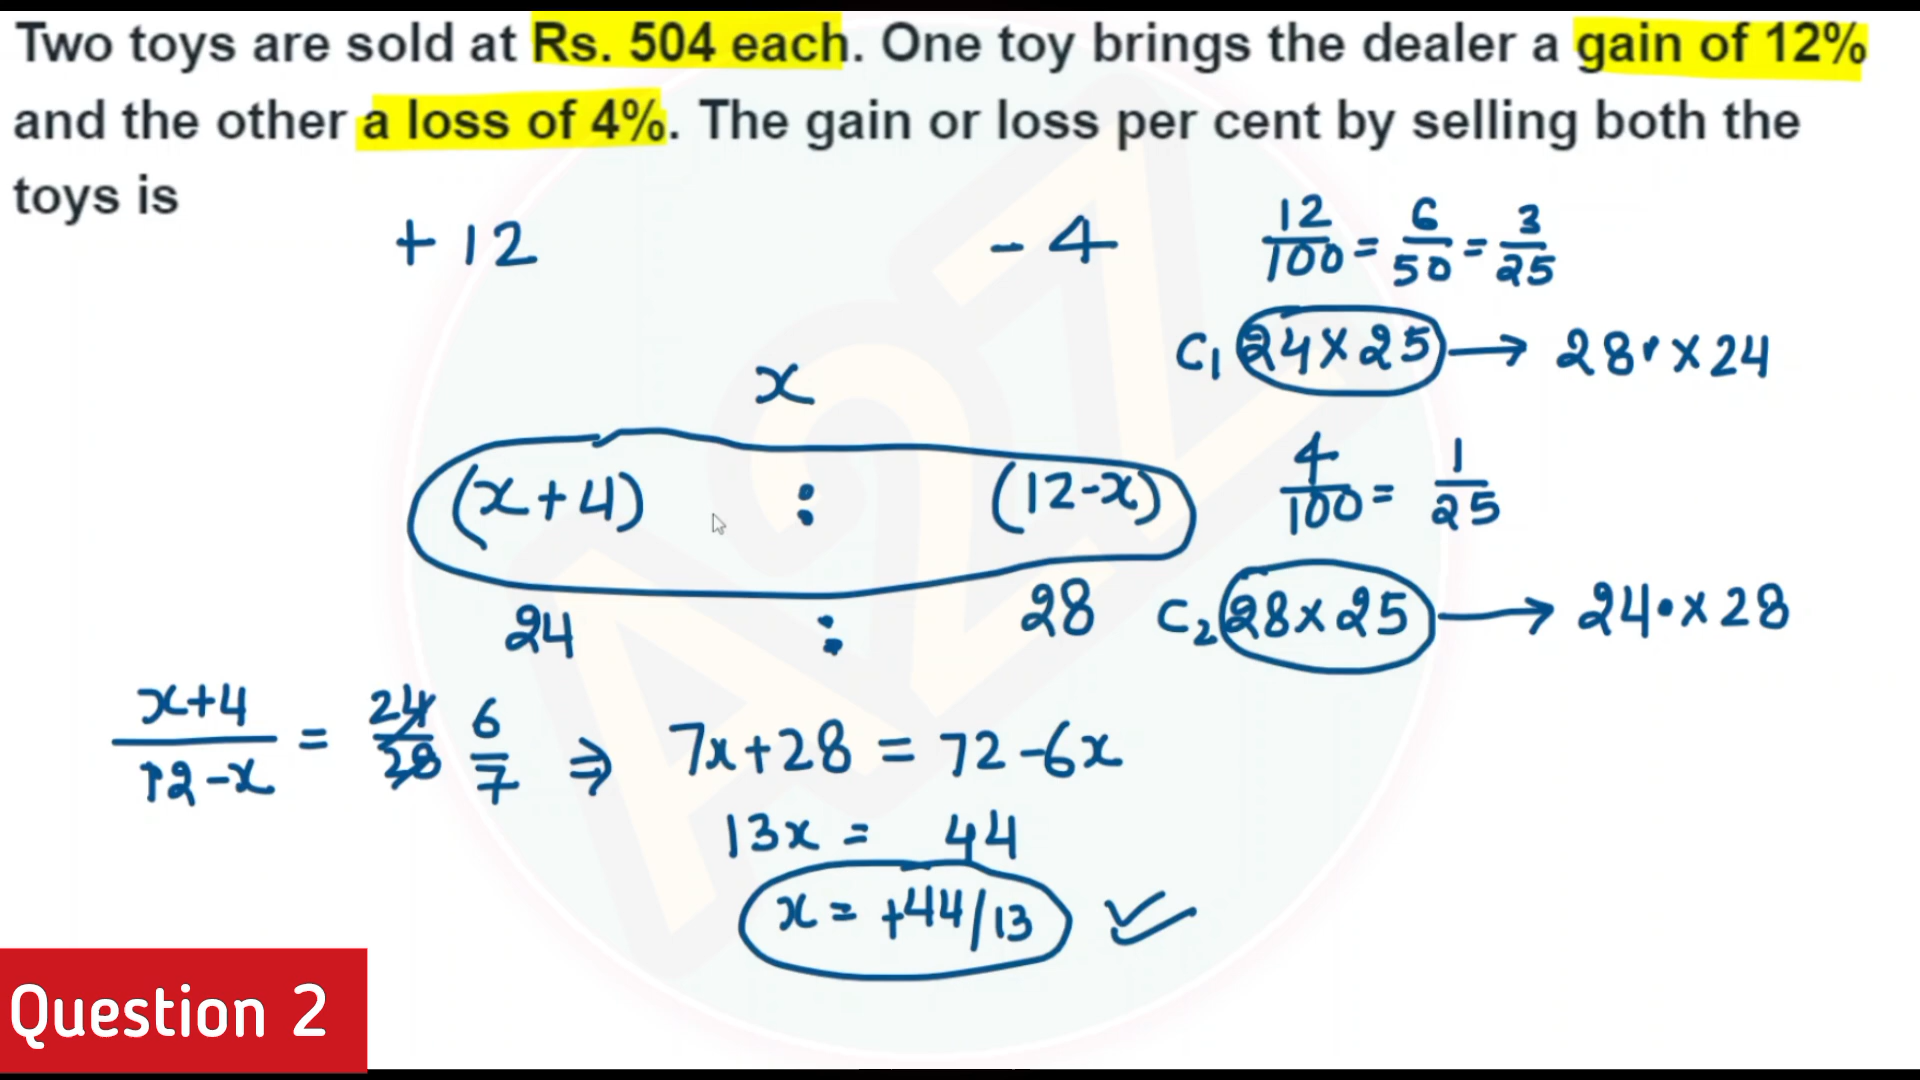 Two toys are sold at Rs. 504 each. One toy brings the dealer a gain of 12%
and the other a loss of 4%. The gain or loss per cent by selling both the
toys is
+12
-4
12/100 = 6/50 = 3/25
x
C1 24×25 → 28·×24
(x+4) : (12-x)
4/100 = 1/25
24 : 28
C2 28×25 → 24·×28
x+4/12-x = 24/28 6/7 ⇒ 7x+28 = 72-6x
13x = 44
x = +44/13
Question 2
A2Z